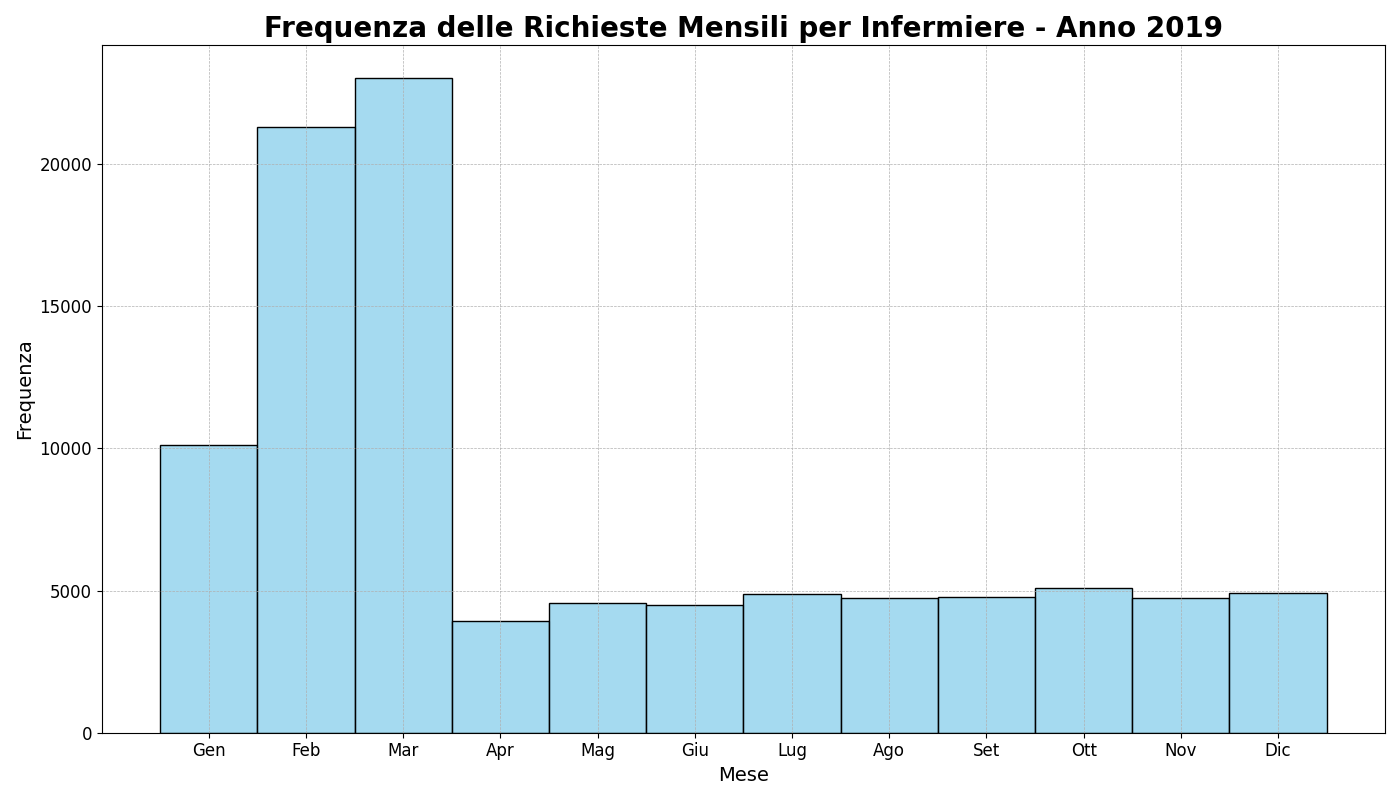 Frequenza delle Richieste Mensili per Infermiere - Anno 2019
Frequenza
20000
15000
10000
5000
0
Gen Feb Mar Apr Mag Giu Lug Ago Set Ott Nov Dic
Mese